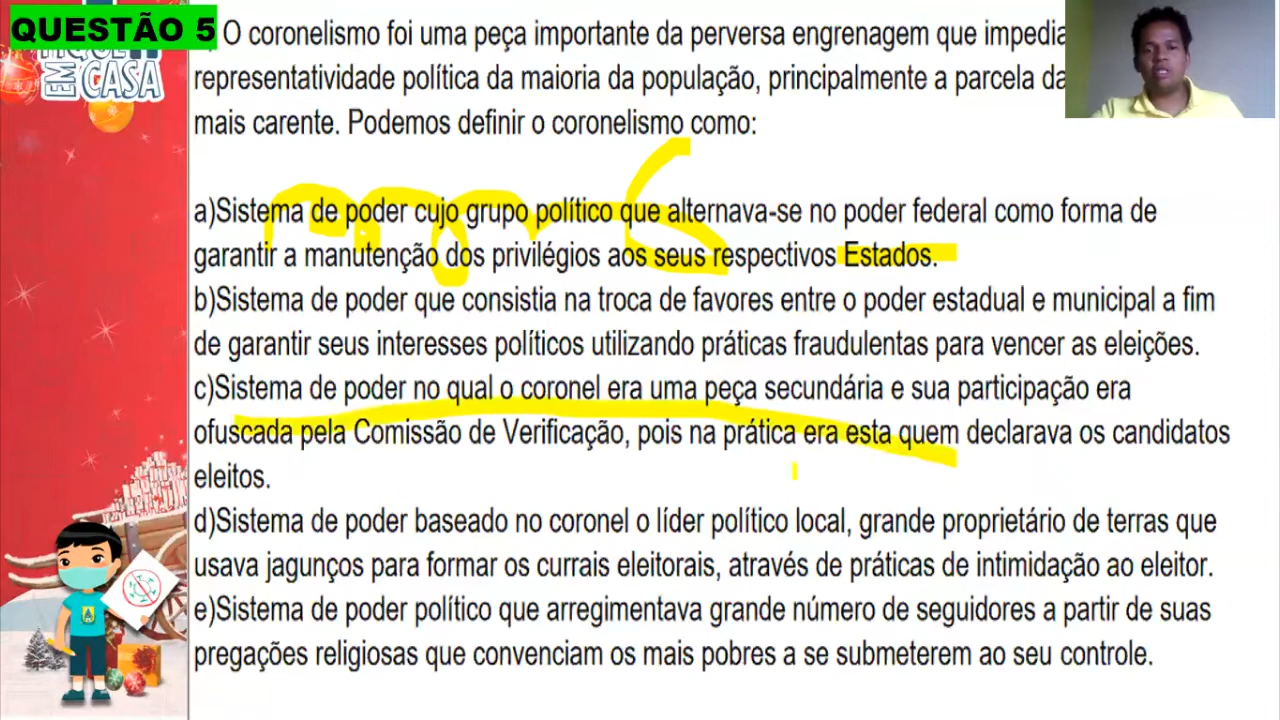 QUESTÃO 5
EM CASA
O coronelismo foi uma peça importante da perversa engrenagem que impedia
representatividade política da maioria da população, principalmente a parcela da
mais carente. Podemos definir o coronelismo como:
a)Sistema de poder cujo grupo político que alternava-se no poder federal como forma de
garantir a manutenção dos privilégios aos seus respectivos Estados.
b)Sistema de poder que consistia na troca de favores entre o poder estadual e municipal a fim
de garantir seus interesses políticos utilizando práticas fraudulentas para vencer as eleições.
c)Sistema de poder no qual o coronel era uma peça secundária e sua participação era
ofuscada pela Comissão de Verificação, pois na prática era esta quem declarava os candidatos
eleitos.
d)Sistema de poder baseado no coronel o líder político local, grande proprietário de terras que
usava jagunços para formar os currais eleitorais, através de práticas de intimidação ao eleitor.
e)Sistema de poder político que arregimentava grande número de seguidores a partir de suas
pregações religiosas que convenciam os mais pobres a se submeterem ao seu controle.